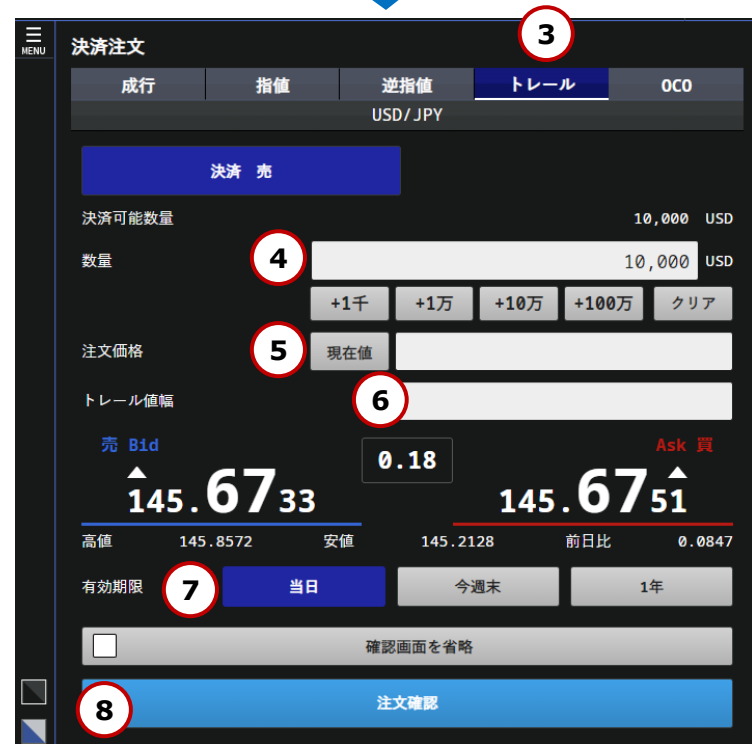 3
MENU
決済注文
成行 指値 逆指値 トレール OCO
USD/JPY
決済 売
決済可能数量 10,000 USD
数量 4 10,000 USD
+1千 +1万 +10万 +100万 クリア
注文価格 5 現在値
トレール値幅 6
売 Bid 0.18 Ask 買
145.6733 145.6751
高値 145.8572 安値 145.2128 前日比 0.0847
有効期限 7 当日 今週末 1年
確認画面を省略
8 注文確認